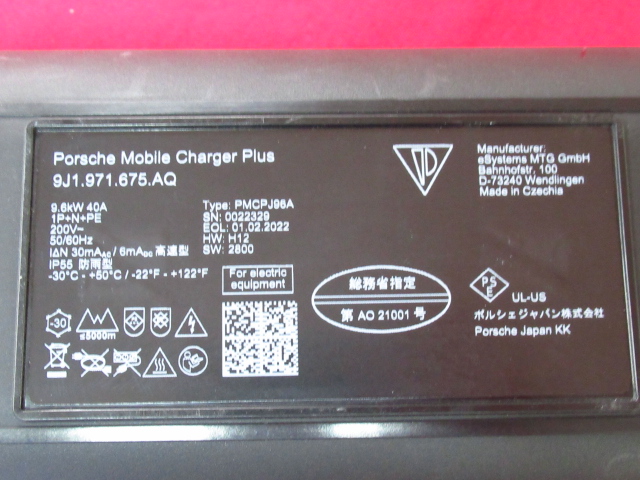 Porsche Mobile Charger Plus
9J1.971.675.AQ
9.6kW 40A
1P+N+PE
200V~
50/60Hz
IΔN 30mAAC / 6mADC 高速型
IP55 防雨型
-30°C - +50°C / -22°F - +122°F
Type: PMCPJ96A
SN: 0022329
EOL: 01.02.2022
HW: H12
SW: 2800
For electric
equipment
-30
≤5000m
Manufacturer:
eSystems MTG GmbH
Bahnhofstr. 100
D-73240 Wendlingen
Made in Czechia
総務省指定
第 AC 21001 号
PS
E
UL-US
ポルシェジャパン株式会社
Porsche Japan KK